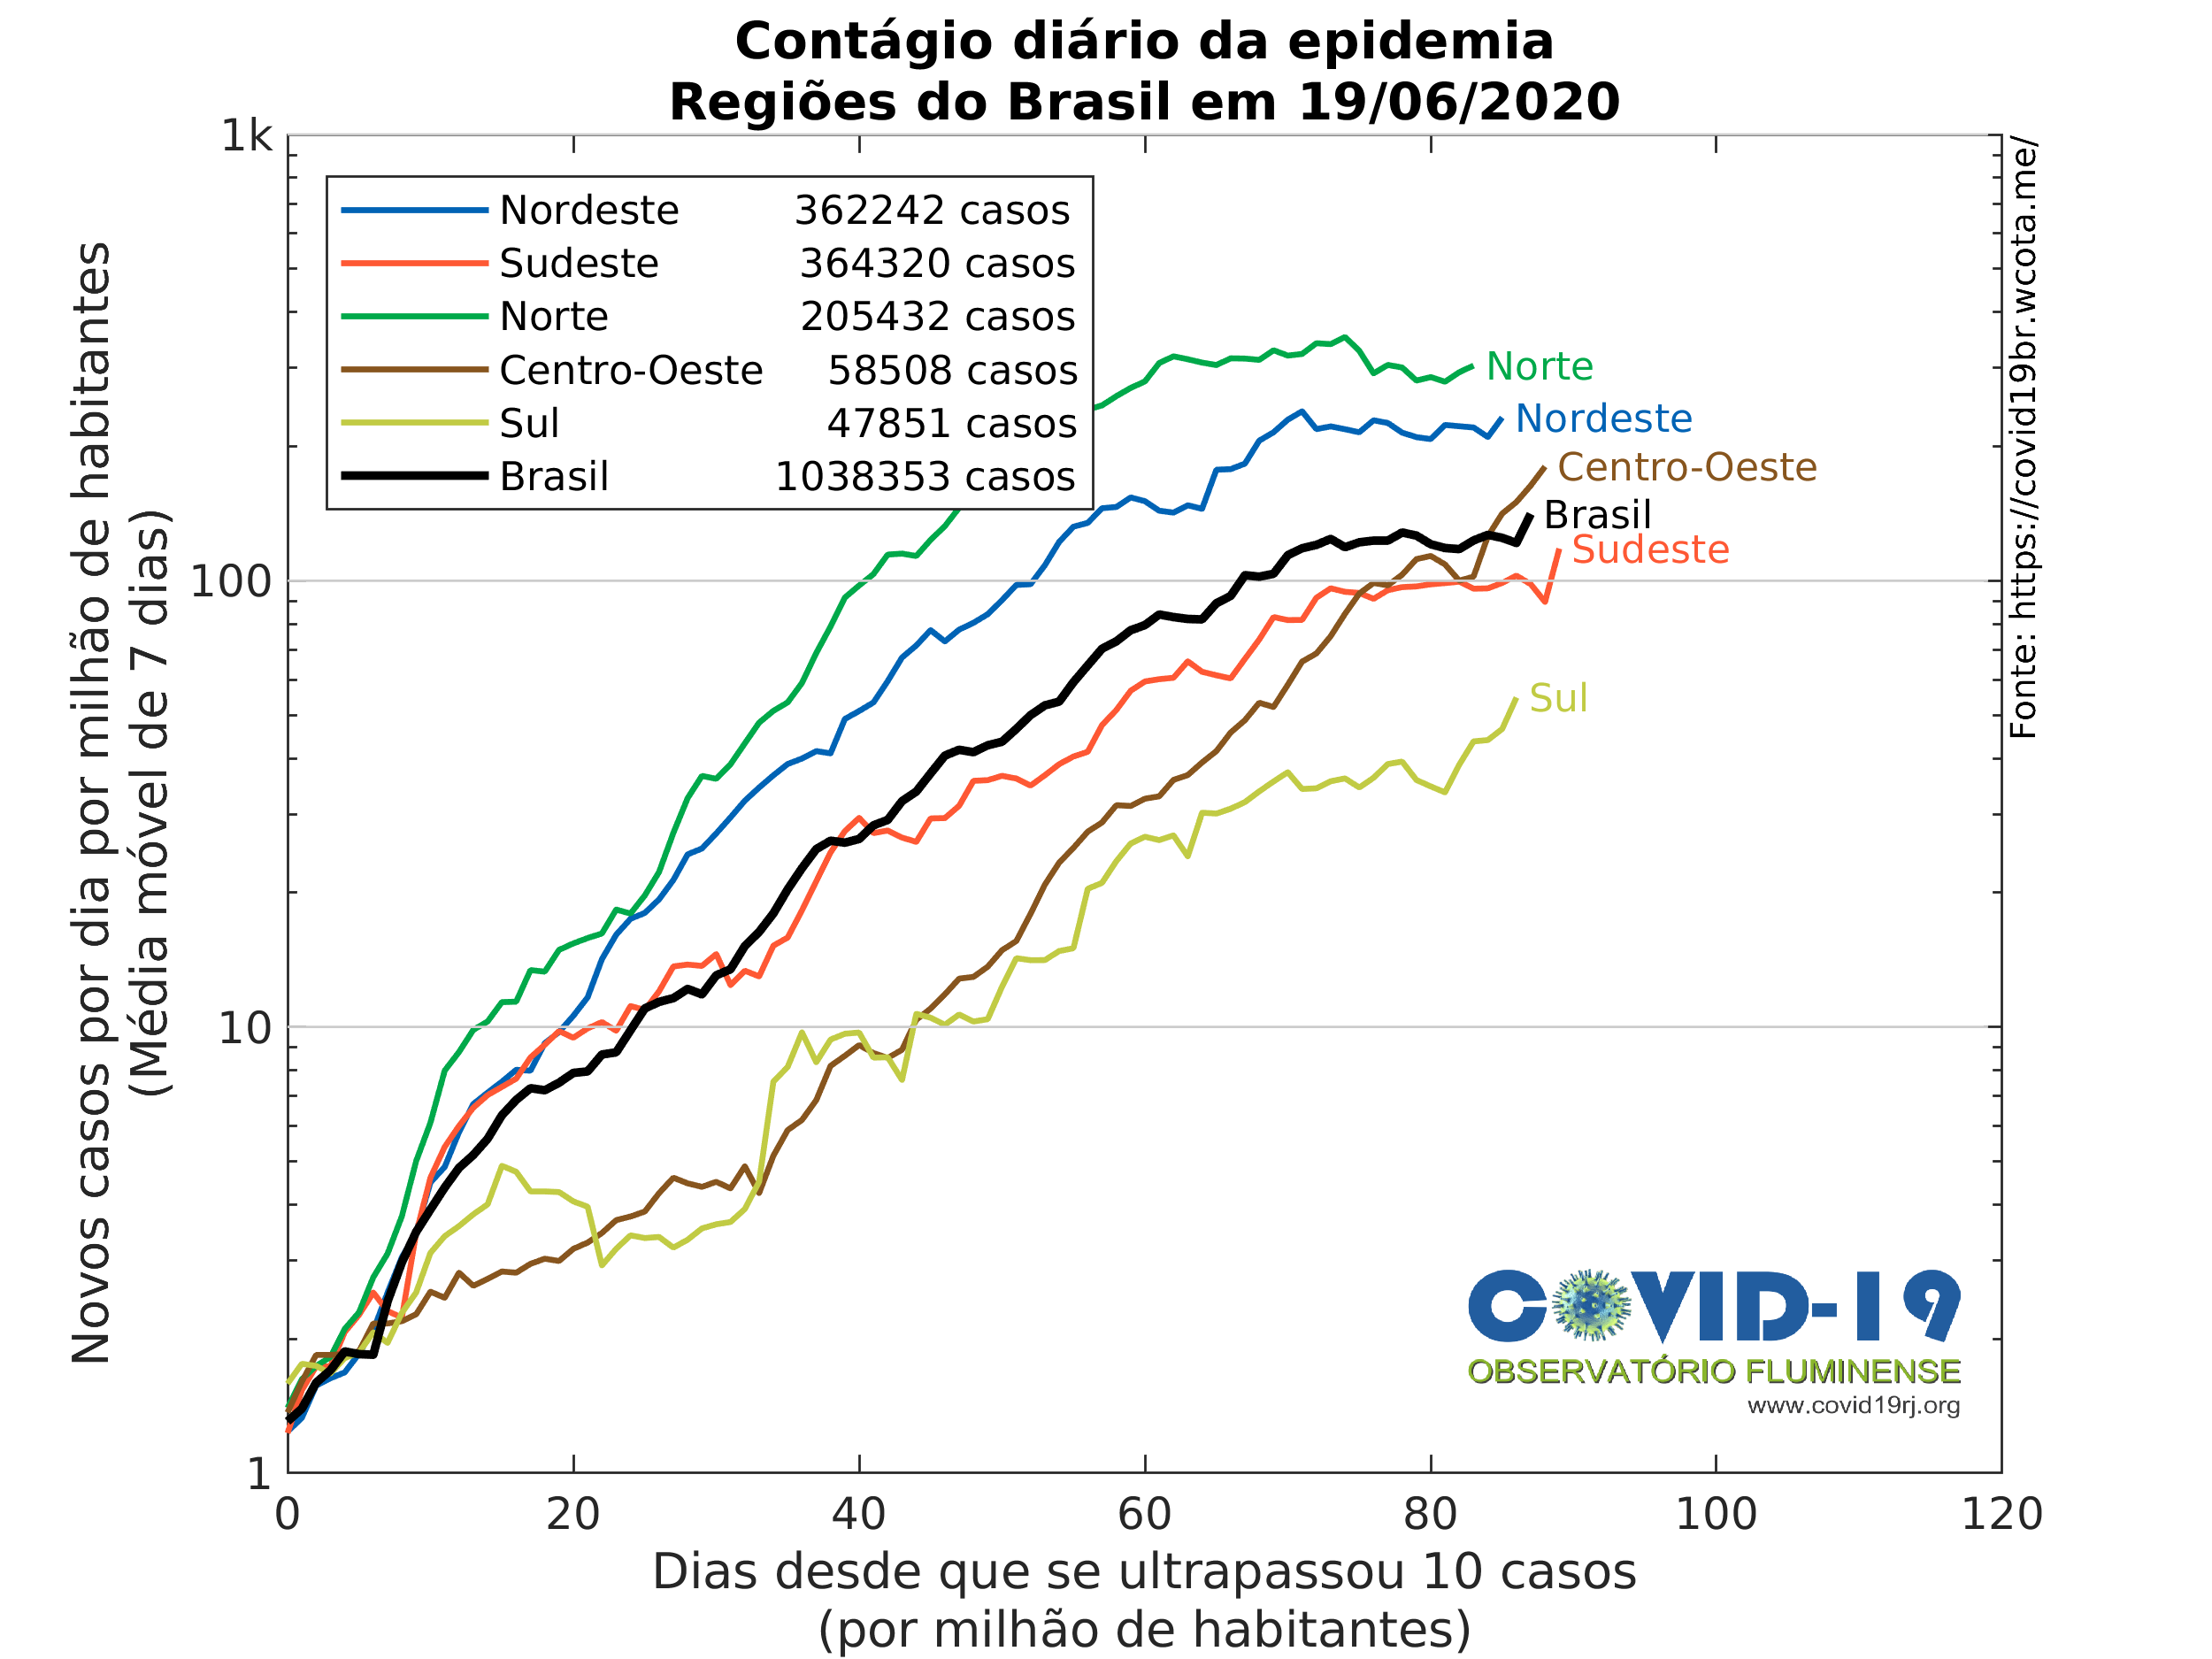 Contágio diário da epidemia
Regiões do Brasil em 19/06/2020
Novos casos por dia por milhão de habitantes
(Média móvel de 7 dias)
1k
100
10
1
Nordeste 362242 casos
Sudeste 364320 casos
Norte 205432 casos
Centro-Oeste 58508 casos
Sul 47851 casos
Brasil 1038353 casos
Norte
Nordeste
Centro-Oeste
Brasil
Sudeste
Sul
Fonte: https://covid19br.wcota.me/
COVID-19
OBSERVATÓRIO FLUMINENSE
www.covid19rj.org
0 20 40 60 80 100 120
Dias desde que se ultrapassou 10 casos
(por milhão de habitantes)